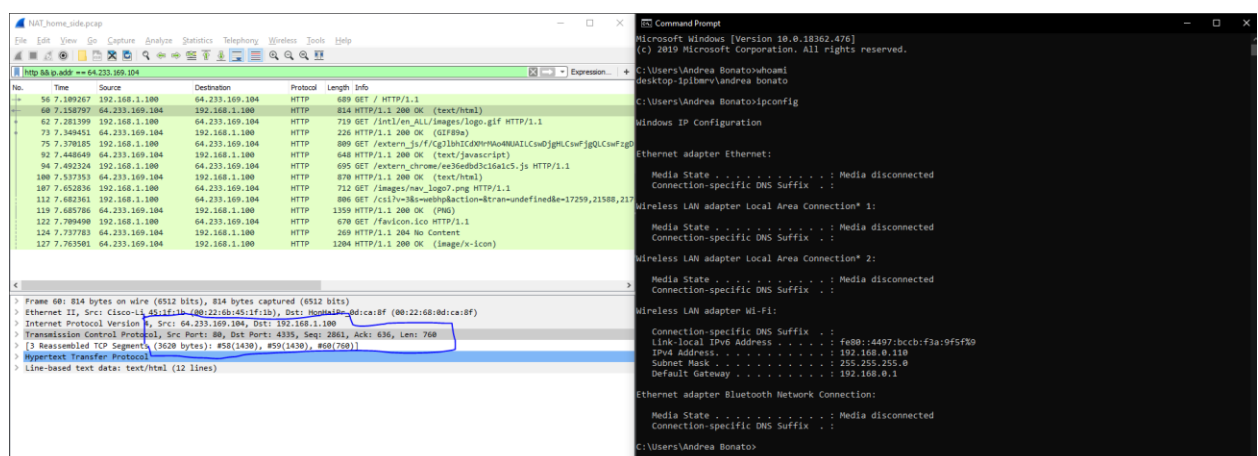 NAT_home_side.pcap
File Edit View Go Capture Analyze Statistics Telephony Wireless Tools Help
http && ip.addr == 64.233.169.104
Expression... +
No. Time Source Destination Protocol Length Info
56 7.109267 192.168.1.100 64.233.169.104 HTTP 689 GET / HTTP/1.1
60 7.158797 64.233.169.104 192.168.1.100 HTTP 814 HTTP/1.1 200 OK (text/html)
62 7.281399 192.168.1.100 64.233.169.104 HTTP 719 GET /intl/en_ALL/images/logo.gif HTTP/1.1
73 7.349451 64.233.169.104 192.168.1.100 HTTP 226 HTTP/1.1 200 OK (GIF89a)
75 7.370185 192.168.1.100 64.233.169.104 HTTP 809 GET
92 7.448649 64.233.169.104 192.168.1.100 HTTP 648 HTTP/1.1 200 OK (text/javascript)
94 7.492324 192.168.1.100 64.233.169.104 HTTP 695 GET /extern_chrome/ee36edbd3c16a1c5.js HTTP/1.1
100 7.537353 64.233.169.104 192.168.1.100 HTTP 870 HTTP/1.1 200 OK (text/html)
107 7.652836 192.168.1.100 64.233.169.104 HTTP 712 GET /images/nav_logo7.png HTTP/1.1
112 7.682361 192.168.1.100 64.233.169.104 HTTP 806 GET /csi?v=3&s=webhp&action=&tran=undefined&e=17259,21588,217
119 7.685786 64.233.169.104 192.168.1.100 HTTP 1359 HTTP/1.1 200 OK (PNG)
122 7.709490 192.168.1.100 64.233.169.104 HTTP 670 GET /favicon.ico HTTP/1.1
124 7.737783 64.233.169.104 192.168.1.100 HTTP 269 HTTP/1.1 204 No Content
127 7.763501 64.233.169.104 192.168.1.100 HTTP 1204 HTTP/1.1 200 OK (image/x-icon)
Frame 60: 814 bytes on wire (6512 bits), 814 bytes captured (6512 bits)
Ethernet II, Src: Cisco-Li_45:1f:1b (00:22:6b:45:1f:1b), Dst: HonHaiPr_0d:ca:8f (00:22:68:0d:ca:8f)
Internet Protocol Version 4, Src: 64.233.169.104, Dst: 192.168.1.100
Transmission Control Protocol, Src Port: 80, Dst Port: 4335, Seq: 2861, Ack: 636, Len: 760
[3 Reassembled TCP Segments (3620 bytes): #58(1430), #59(1430), #60(760)]
Hypertext Transfer Protocol
Line-based text data: text/html (12 lines)
Command Prompt
Microsoft Windows [Version 10.0.18362.476]
(c) 2019 Microsoft Corporation. All rights reserved.
C:\Users\Andrea Bonato>whoami
desktop-1pibmrv\andrea bonato
C:\Users\Andrea Bonato>ipconfig
Windows IP Configuration
Ethernet adapter Ethernet:
Media State . . . . . . . . . . . : Media disconnected
Connection-specific DNS Suffix . :
Wireless LAN adapter Local Area Connection* 1:
Media State . . . . . . . . . . . : Media disconnected
Connection-specific DNS Suffix . :
Wireless LAN adapter Local Area Connection* 2:
Media State . . . . . . . . . . . : Media disconnected
Connection-specific DNS Suffix . :
Wireless LAN adapter Wi-Fi:
Connection-specific DNS Suffix . :
Link-local IPv6 Address . . . . . : fe80::4497:bccb:f3a:9f5f%9
IPv4 Address. . . . . . . . . . . : 192.168.0.110
Subnet Mask . . . . . . . . . . . : 255.255.255.0
Default Gateway . . . . . . . . . : 192.168.0.1
Ethernet adapter Bluetooth Network Connection:
Media State . . . . . . . . . . . : Media disconnected
Connection-specific DNS Suffix . :
C:\Users\Andrea Bonato>